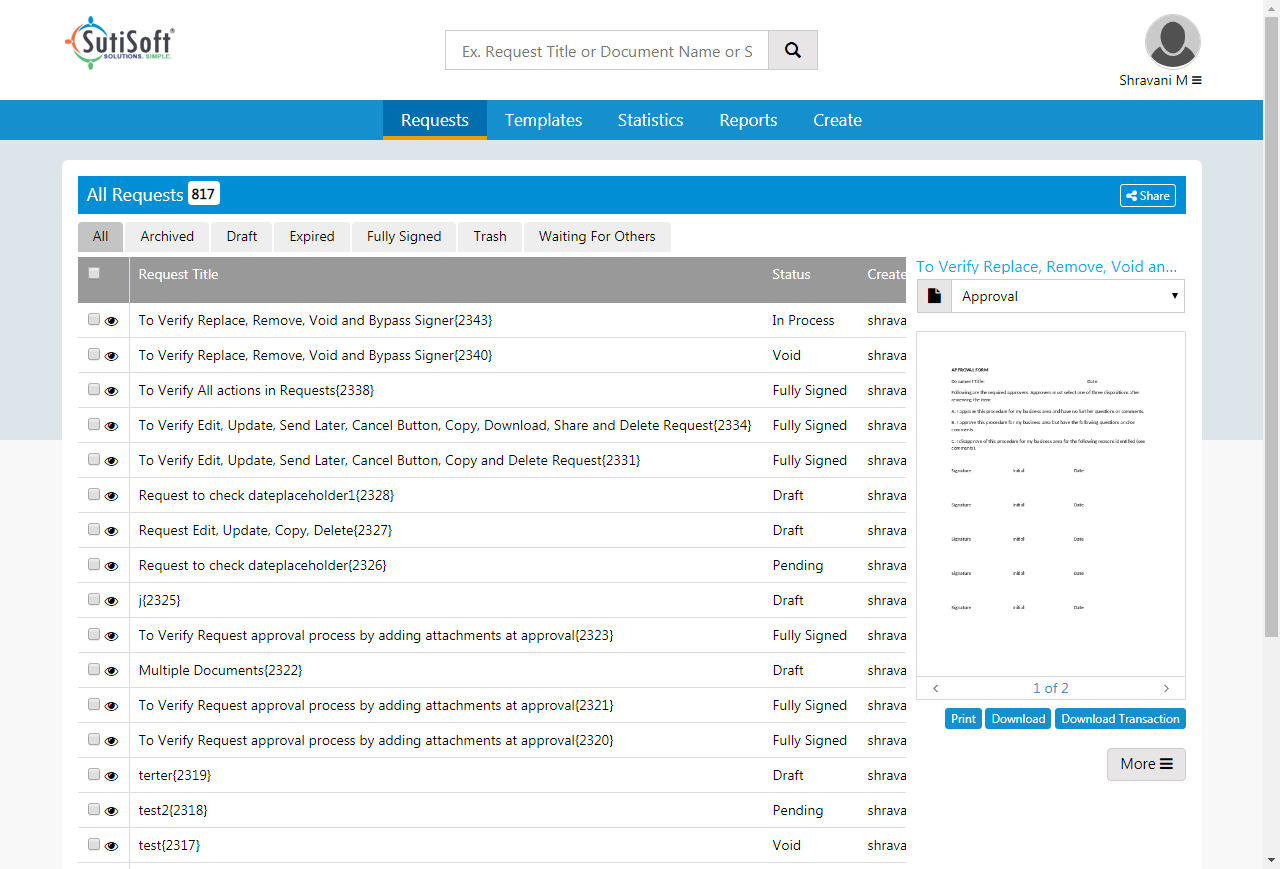 SutiSoft®
SOLUTIONS. SIMPLE.
Ex. Request Title or Document Name or S
Shravani M
Requests Templates Statistics Reports Create
All Requests 817 Share
All Archived Draft Expired Fully Signed Trash Waiting For Others
Request Title Status Create
To Verify Replace, Remove, Void and Bypass Signer{2343} In Process shrava
To Verify Replace, Remove, Void and Bypass Signer{2340} Void shrava
To Verify All actions in Requests{2338} Fully Signed shrava
To Verify Edit, Update, Send Later, Cancel Button, Copy, Download, Share and Delete Request{2334} Fully Signed shrava
To Verify Edit, Update, Send Later, Cancel Button, Copy and Delete Request{2331} Fully Signed shrava
Request to check dateplaceholder1{2328} Draft shrava
Request Edit, Update, Copy, Delete{2327} Draft shrava
Request to check dateplaceholder{2326} Pending shrava
j{2325} Draft shrava
To Verify Request approval process by adding attachments at approval{2323} Fully Signed shrava
Multiple Documents{2322} Draft shrava
To Verify Request approval process by adding attachments at approval{2321} Fully Signed shrava
To Verify Request approval process by adding attachments at approval{2320} Fully Signed shrava
terter{2319} Draft shrava
test2{2318} Pending shrava
test{2317} Void shrava
To Verify Replace, Remove, Void an...
Approval
APPROVAL FORM
Document Title: Date:
Following are the required approvers. Approvers must select one of three dispositions after
reviewing the item:
A. I approve this procedure for my business area and have no further questions or comments.
B. I approve this procedure for my business area but have the following questions and/or
comments.
C. I disapprove of this procedure for my business area for the following reasons identified (see
comments).
Signature Initial Date
Signature Initial Date
Signature Initial Date
Signature Initial Date
Signature Initial Date
1 of 2
Print Download Download Transaction
More